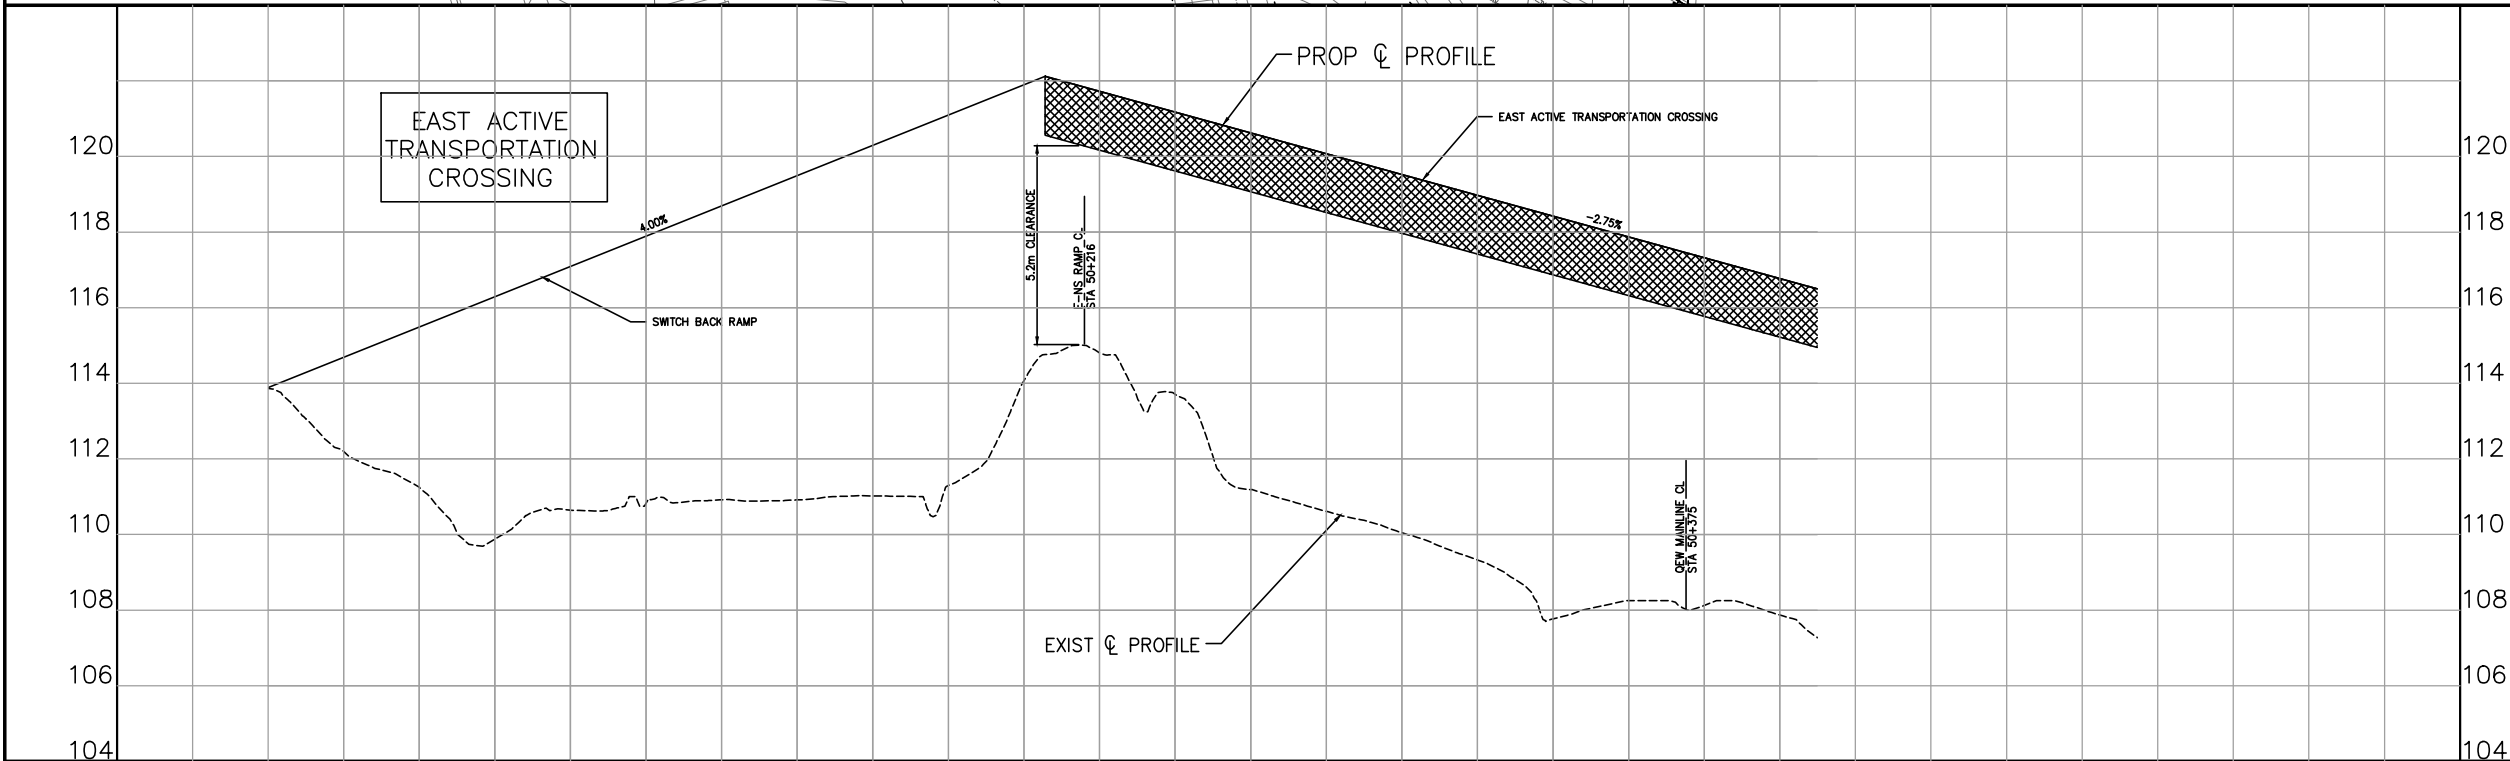 PROP ℄ PROFILE
EAST ACTIVE
TRANSPORTATION
CROSSING
EAST ACTIVE TRANSPORTATION CROSSING
120
120
118
118
4.00%
-2.75%
5.2m CLEARANCE
E-NS RAMP_CL
STA 50+216
116
116
SWITCH BACK RAMP
114
114
112
112
QEW MAINLINE CL
STA 50+375
110
110
108
108
EXIST ℄ PROFILE
106
106
104
104